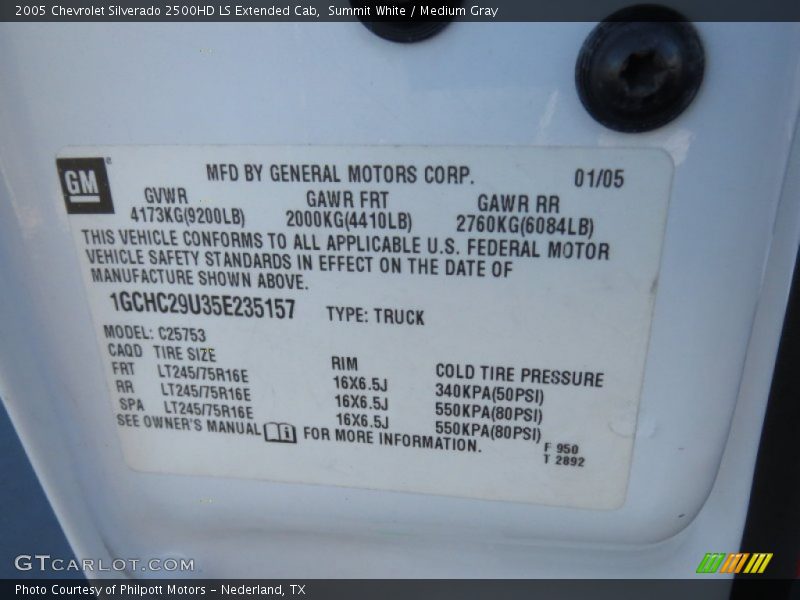 2005 Chevrolet Silverado 2500HD LS Extended Cab, Summit White / Medium Gray
GM
MFD BY GENERAL MOTORS CORP. 01/05
GVWR GAWR FRT GAWR RR
4173KG(9200LB) 2000KG(4410LB) 2760KG(6084LB)
THIS VEHICLE CONFORMS TO ALL APPLICABLE U.S. FEDERAL MOTOR
VEHICLE SAFETY STANDARDS IN EFFECT ON THE DATE OF
MANUFACTURE SHOWN ABOVE.
1GCHC29U35E235157 TYPE: TRUCK
MODEL: C25753
CAQD TIRE SIZE RIM COLD TIRE PRESSURE
FRT LT245/75R16E 16X6.5J 340KPA(50PSI)
RR LT245/75R16E 16X6.5J 550KPA(80PSI)
SPA LT245/75R16E 16X6.5J 550KPA(80PSI)
SEE OWNER'S MANUAL FOR MORE INFORMATION.
F 950
T 2892
GTCARLOT.COM
Photo Courtesy of Philpott Motors - Nederland, TX